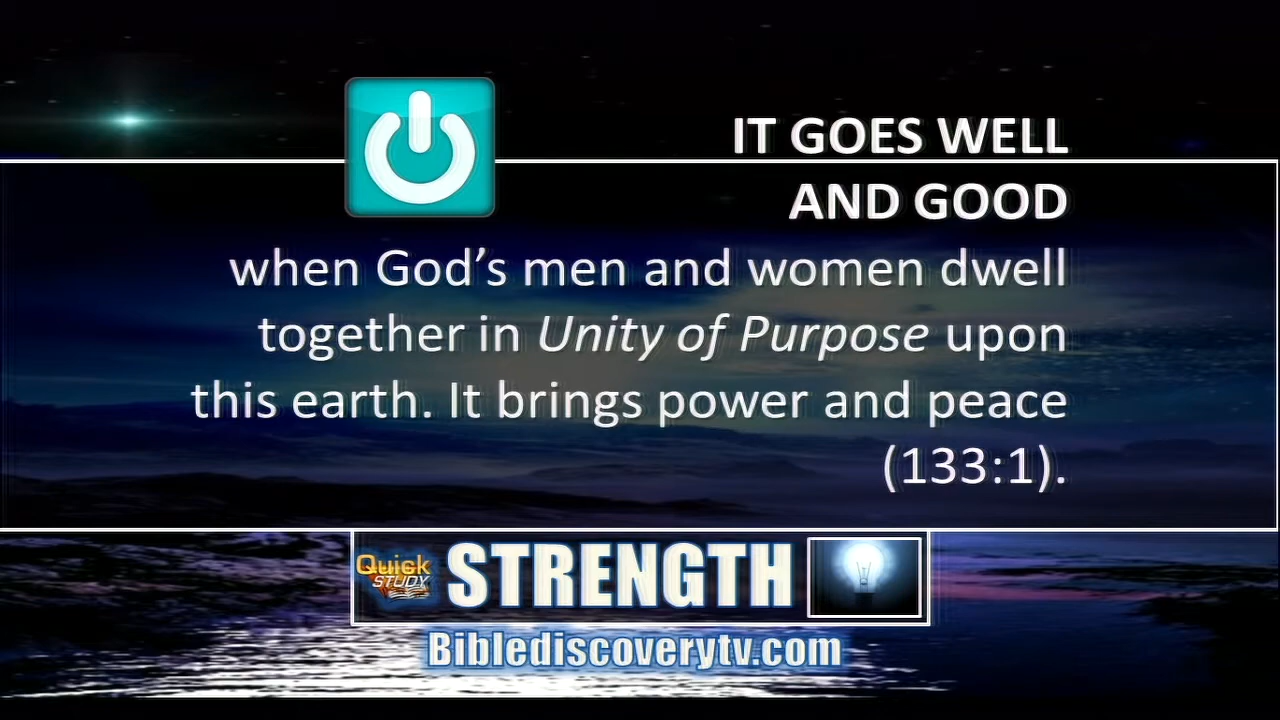 IT GOES WELL
AND GOOD
when God’s men and women dwell
together in Unity of Purpose upon
this earth. It brings power and peace
(133:1).
Quick
STUDY
STRENGTH
Biblediscoverytv.com